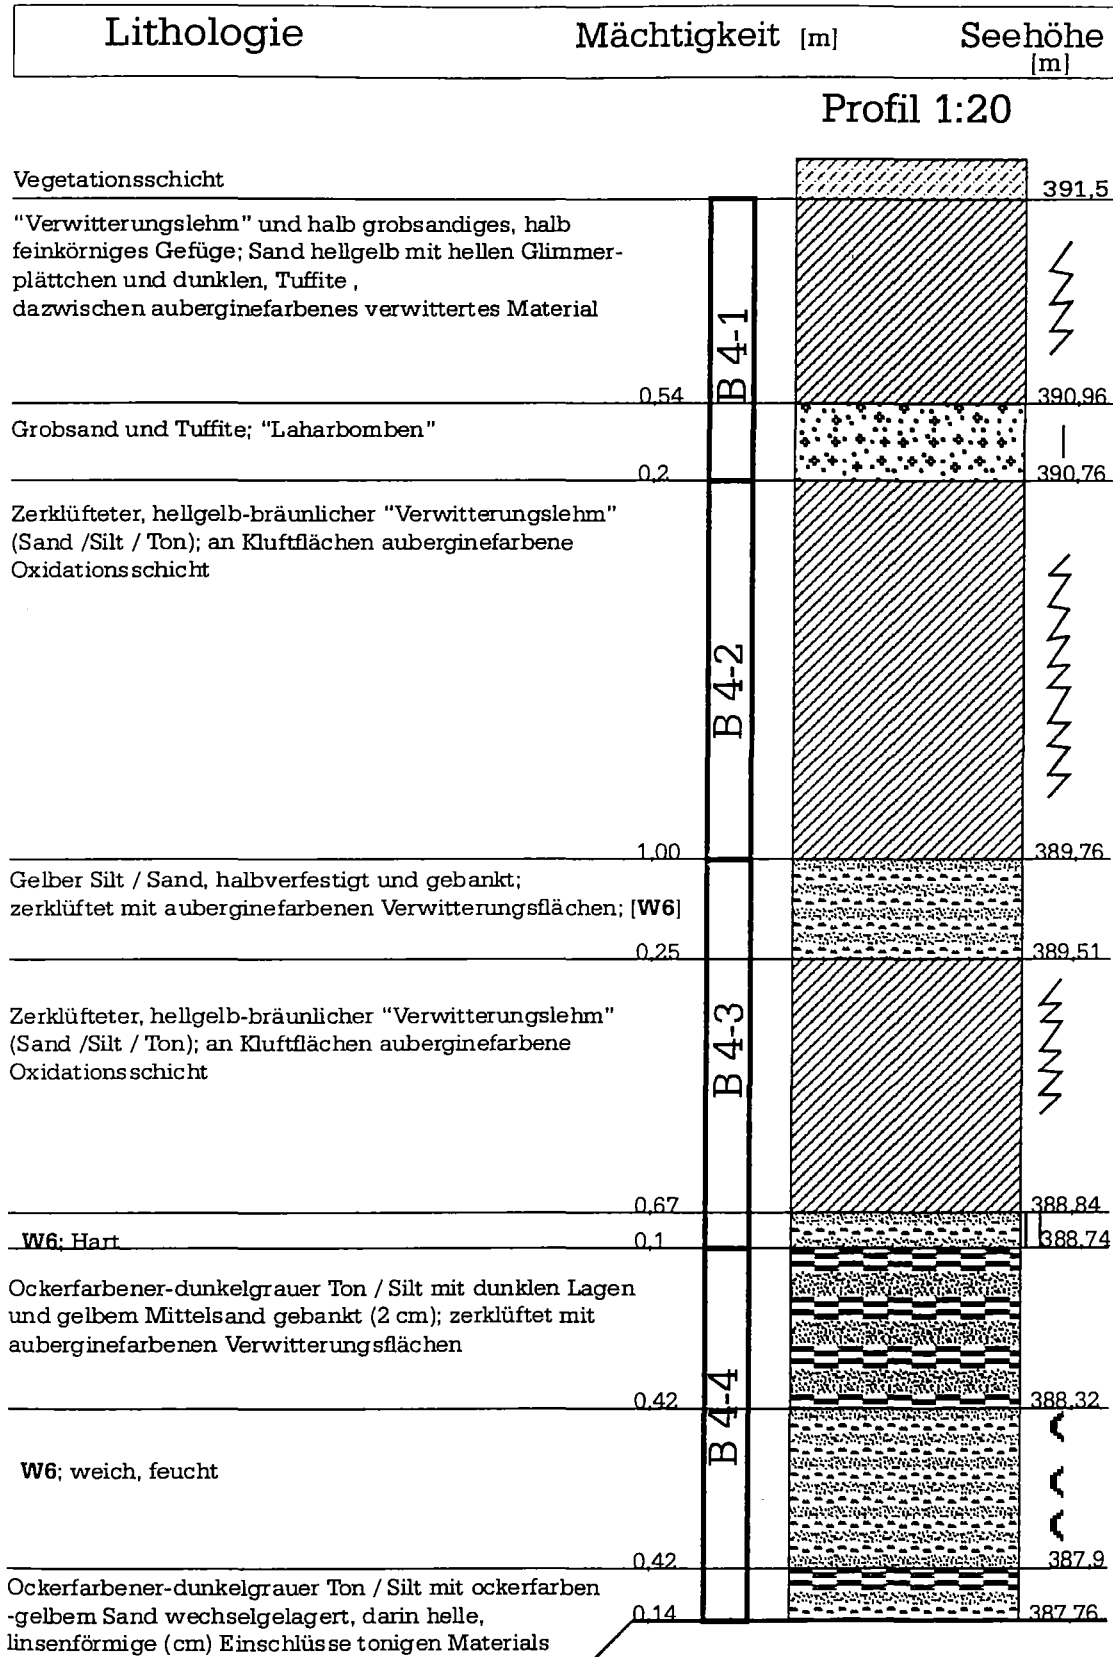 Lithologie Mächtigkeit [m] Seehöhe
[m]
Profil 1:20
Vegetationsschicht
391,5
"Verwitterungslehm" und halb grobsandiges, halb
feinkörniges Gefüge; Sand hellgelb mit hellen Glimmer-
plättchen und dunklen, Tuffite ,
dazwischen auberginefarbenes verwittertes Material
B 4-1
0,54 390,96
Grobsand und Tuffite; "Laharbomben"
0,2 390,76
Zerklüfteter, hellgelb-bräunlicher "Verwitterungslehm"
(Sand /Silt / Ton); an Kluftflächen auberginefarbene
Oxidationsschicht
B 4-2
1,00 389,76
Gelber Silt / Sand, halbverfestigt und gebankt;
zerklüftet mit auberginefarbenen Verwitterungsflächen; [W6]
0,25 389,51
Zerklüfteter, hellgelb-bräunlicher "Verwitterungslehm"
(Sand /Silt / Ton); an Kluftflächen auberginefarbene
Oxidationsschicht
B 4-3
0,67 388,84
W6; Hart 0,1 388,74
Ockerfarbener-dunkelgrauer Ton / Silt mit dunklen Lagen
und gelbem Mittelsand gebankt (2 cm); zerklüftet mit
auberginefarbenen Verwitterungsflächen
0,42 388,32
B 4-4
W6; weich, feucht
0,42 387,9
Ockerfarbener-dunkelgrauer Ton / Silt mit ockerfarben
-gelbem Sand wechselgelagert, darin helle,
0,14 387,76
linsenförmige (cm) Einschlüsse tonigen Materials